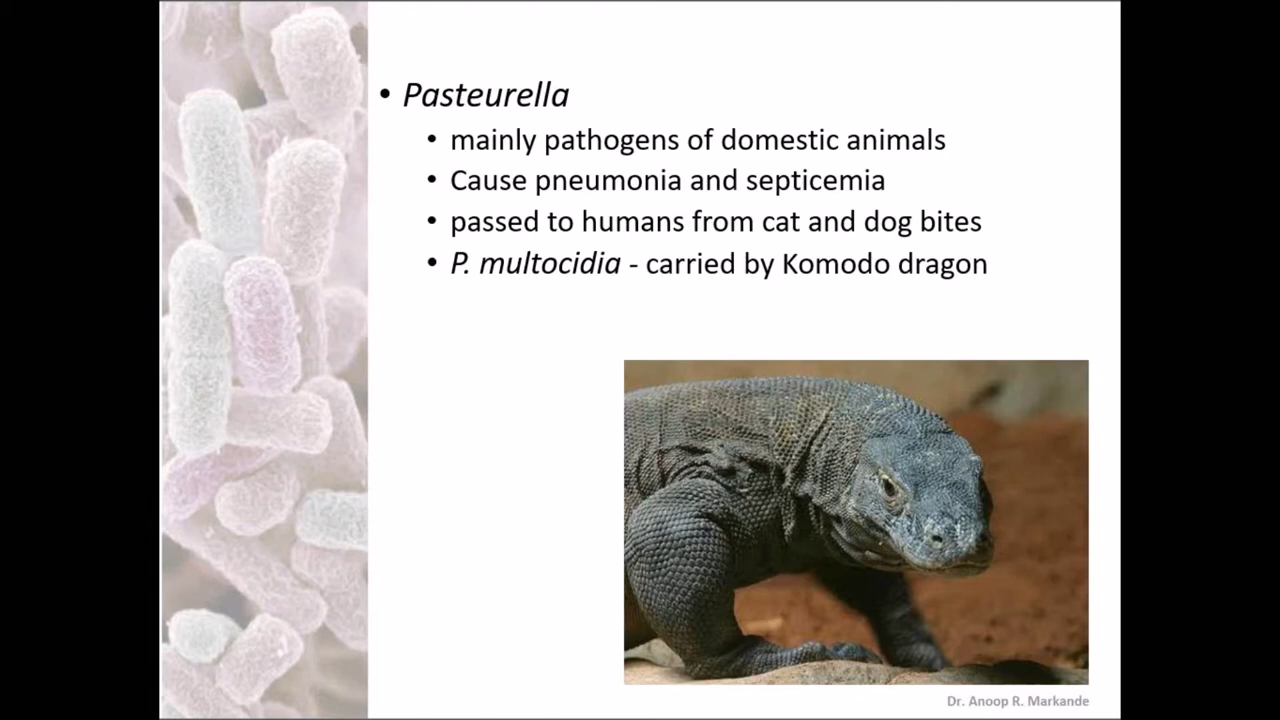 • Pasteurella
• mainly pathogens of domestic animals
• Cause pneumonia and septicemia
• passed to humans from cat and dog bites
• P. multocidia - carried by Komodo dragon
Dr. Anoop R. Markande